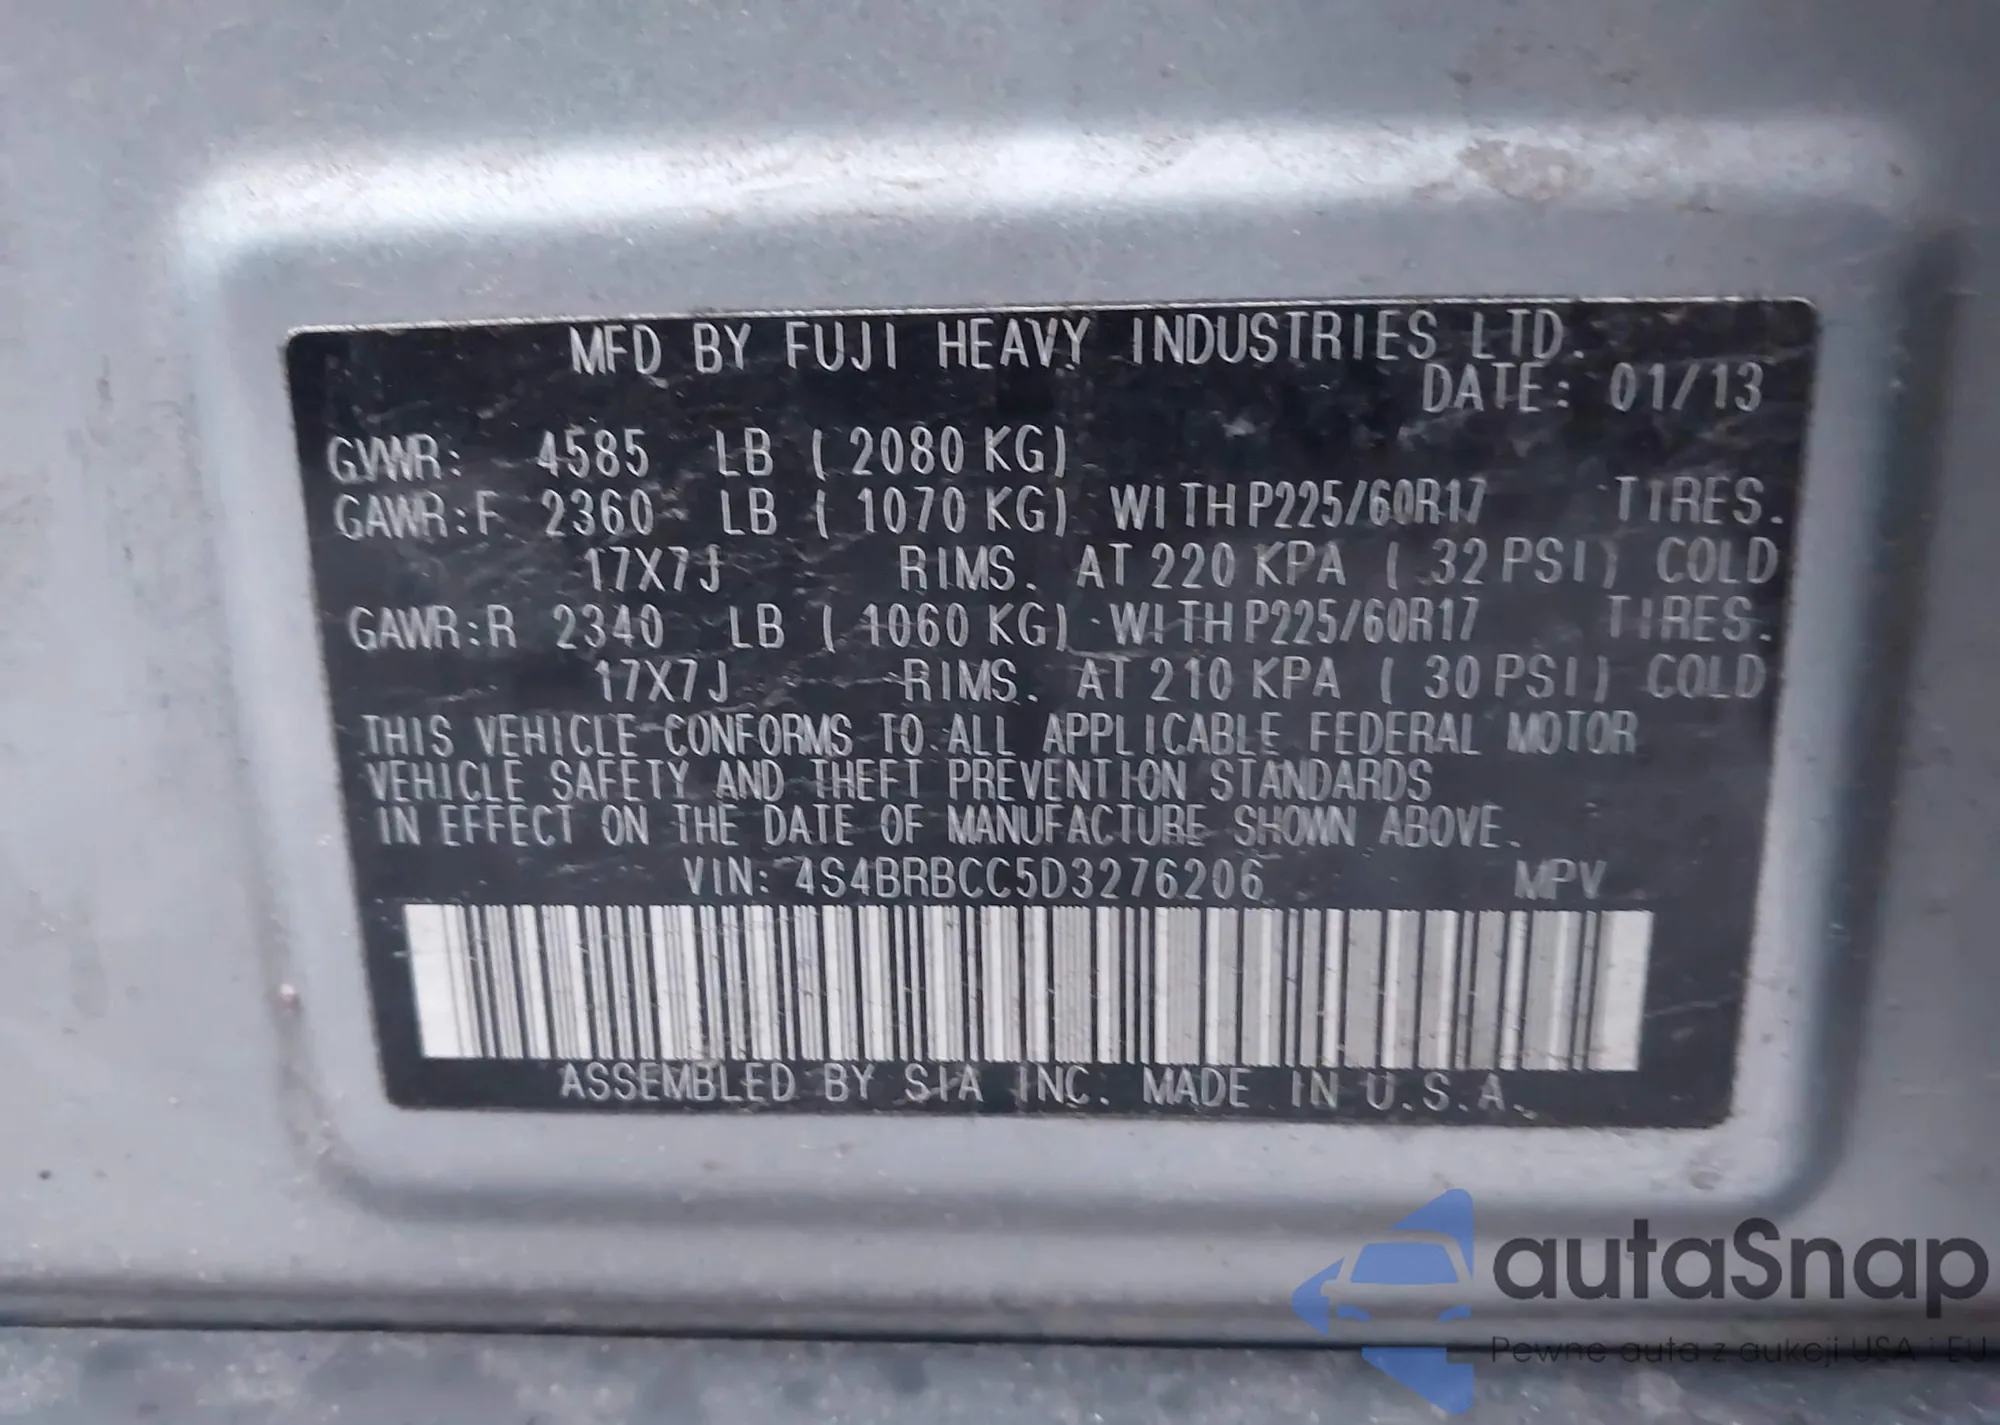 MFD BY FUJI HEAVY INDUSTRIES LTD.
DATE: 01/13
GVWR: 4585 LB ( 2080 KG)
GAWR:F 2360 LB ( 1070 KG) WITH P225/60R17 TIRES.
17X7J RIMS. AT 220 KPA ( 32 PSI) COLD
GAWR:R 2340 LB ( 1060 KG) WITH P225/60R17 TIRES.
17X7J RIMS. AT 210 KPA ( 30 PSI) COLD
THIS VEHICLE CONFORMS TO ALL APPLICABLE FEDERAL MOTOR
VEHICLE SAFETY AND THEFT PREVENTION STANDARDS
IN EFFECT ON THE DATE OF MANUFACTURE SHOWN ABOVE.
VIN: 4S4BRBCC5D3276206 MPV
ASSEMBLED BY SIA INC. MADE IN U.S.A.
autaSnap
Pewne auta z aukcji USA i EU